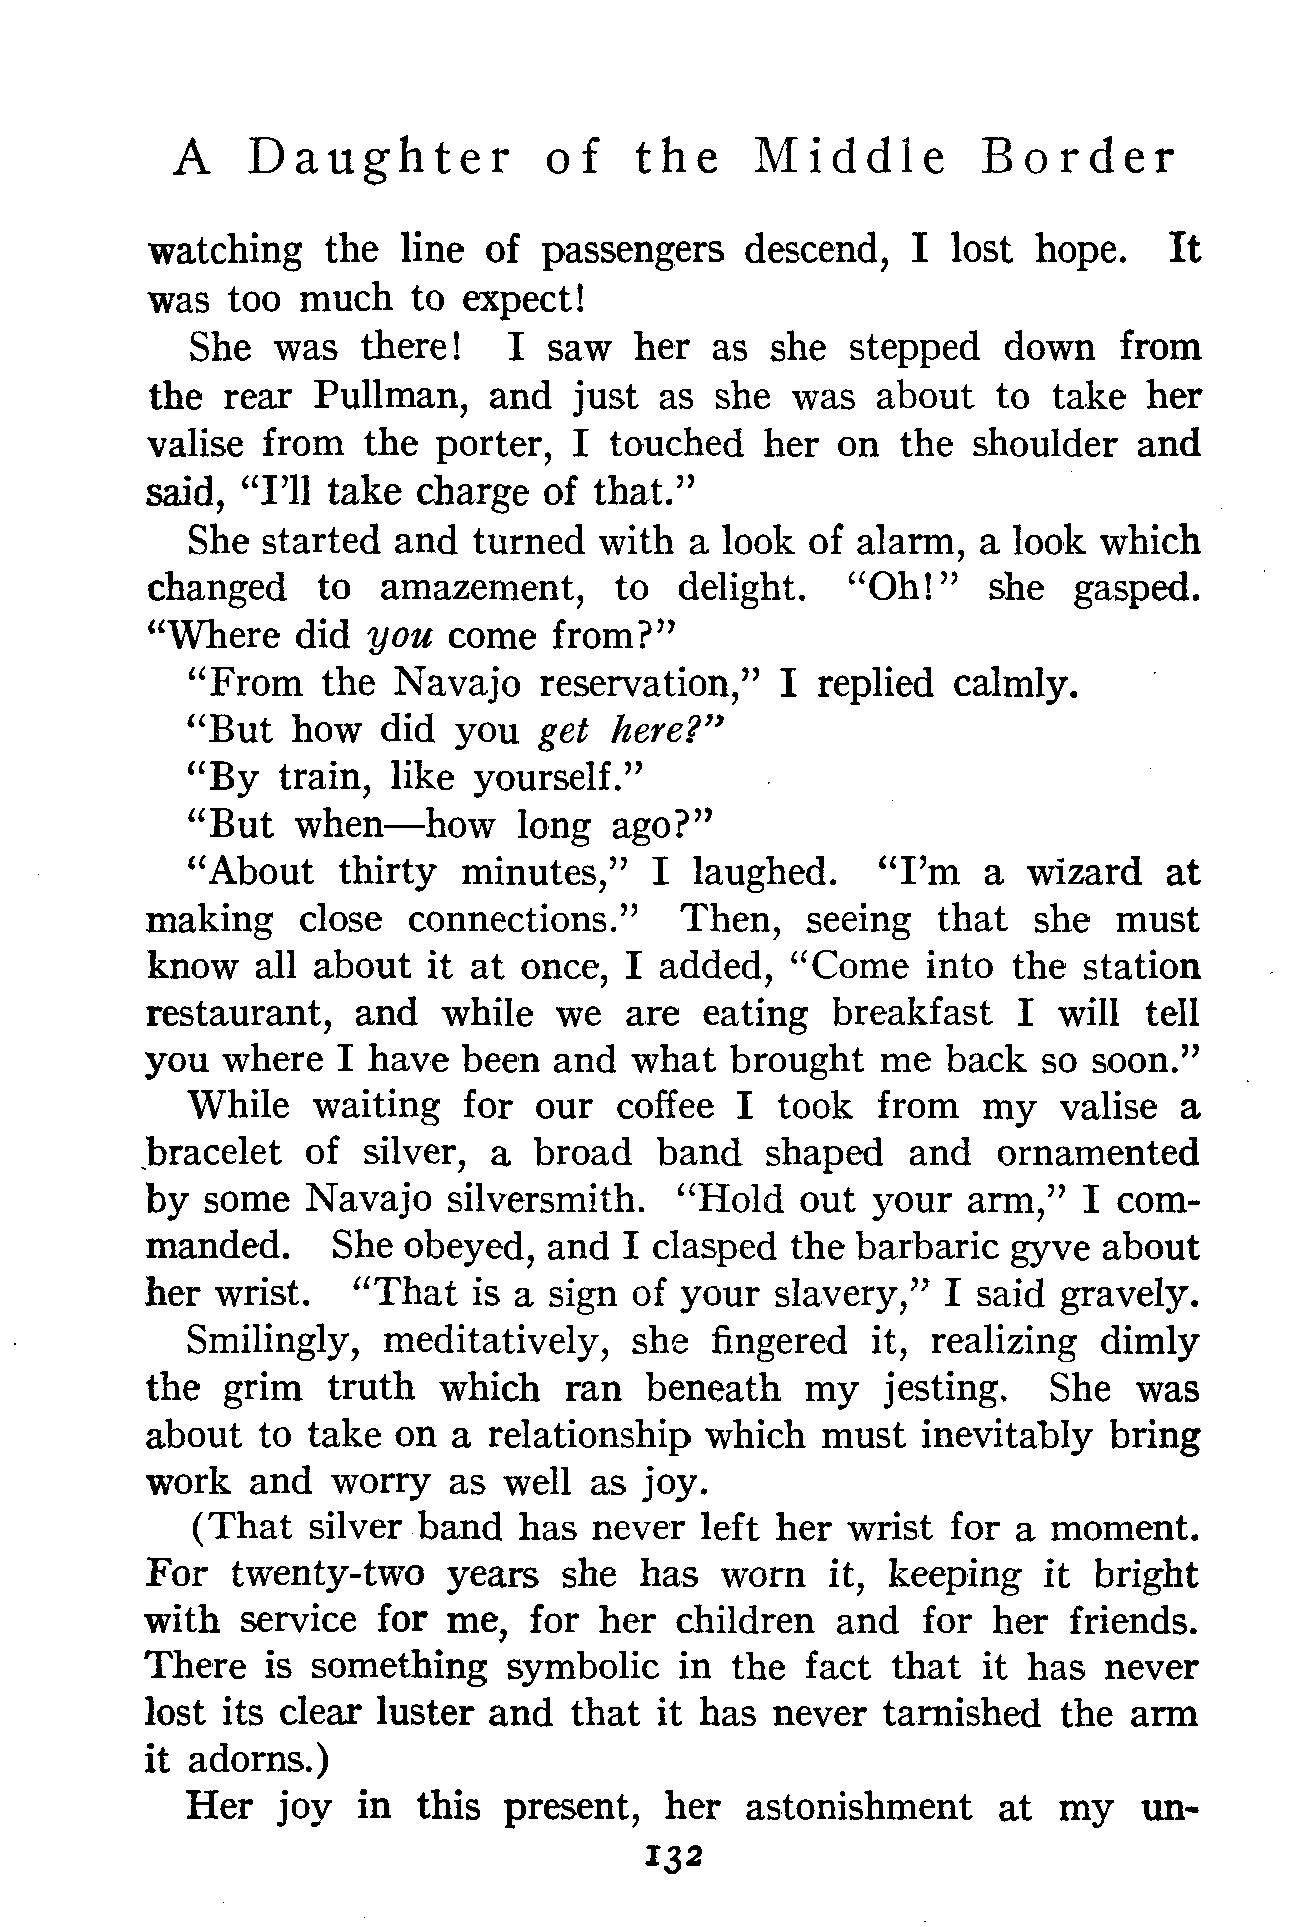 A Daughter of the Middle Border
watching the line of passengers descend, I lost hope. It
was too much to expect!
She was there! I saw her as she stepped down from
the rear Pullman, and just as she was about to take her
valise from the porter, I touched her on the shoulder and
said, “I’ll take charge of that.”
She started and turned with a look of alarm, a look which
changed to amazement, to delight. “Oh!” she gasped.
“Where did you come from?”
“From the Navajo reservation,” I replied calmly.
“But how did you get here?”
“By train, like yourself.”
“But when—how long ago?”
“About thirty minutes,” I laughed. “I’m a wizard at
making close connections.” Then, seeing that she must
know all about it at once, I added, “Come into the station
restaurant, and while we are eating breakfast I will tell
you where I have been and what brought me back so soon.”
While waiting for our coffee I took from my valise a
bracelet of silver, a broad band shaped and ornamented
by some Navajo silversmith. “Hold out your arm,” I com-
manded. She obeyed, and I clasped the barbaric gyve about
her wrist. “That is a sign of your slavery,” I said gravely.
Smilingly, meditatively, she fingered it, realizing dimly
the grim truth which ran beneath my jesting. She was
about to take on a relationship which must inevitably bring
work and worry as well as joy.
(That silver band has never left her wrist for a moment.
For twenty-two years she has worn it, keeping it bright
with service for me, for her children and for her friends.
There is something symbolic in the fact that it has never
lost its clear luster and that it has never tarnished the arm
it adorns.)
Her joy in this present, her astonishment at my un-
132